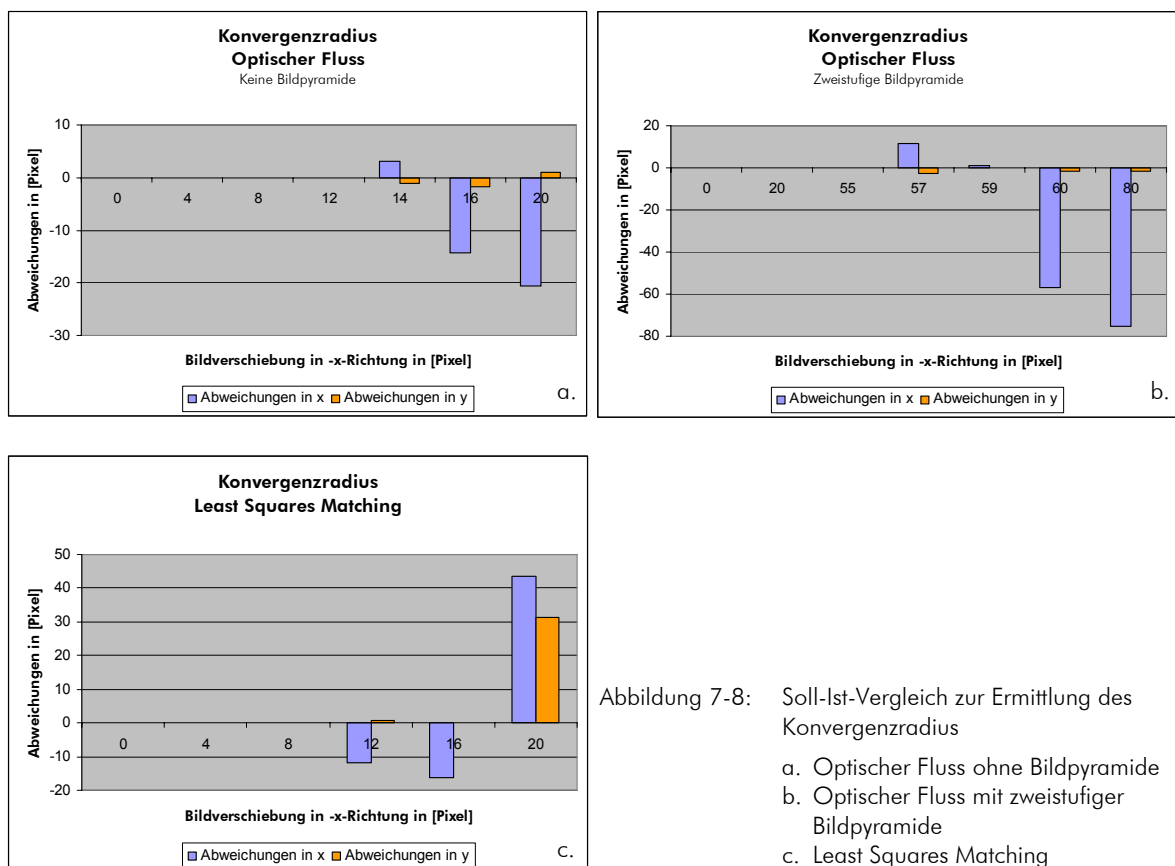 Konvergenzradius
Optischer Fluss
Keine Bildpyramide
Abweichungen in [Pixel]
10
0
-10
-20
-30
0 4 8 12 14 16 20
Bildverschiebung in -x-Richtung in [Pixel]
Abweichungen in x Abweichungen in y
a.
Konvergenzradius
Optischer Fluss
Zweistufige Bildpyramide
Abweichungen in [Pixel]
20
0
-20
-40
-60
-80
0 20 55 57 59 60 80
Bildverschiebung in -x-Richtung in [Pixel]
Abweichungen in x Abweichungen in y
b.
Konvergenzradius
Least Squares Matching
Abweichungen in [Pixel]
50
40
30
20
10
0
-10
-20
0 4 8 12 16 20
Bildverschiebung in -x-Richtung in [Pixel]
Abweichungen in x Abweichungen in y
c.
Abbildung 7-8: Soll-Ist-Vergleich zur Ermittlung des
Konvergenzradius
a. Optischer Fluss ohne Bildpyramide
b. Optischer Fluss mit zweistufiger
Bildpyramide
c. Least Squares Matching